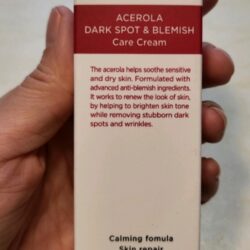 ACEROLA
DARK SPOT & BLEMISH
Care Cream
The acerola helps soothe sensitive
and dry skin. Formulated with
advanced anti-blemish ingredients.
It works to renew the look of skin,
by helping to brighten skin tone
while removing stubborn dark
spots and wrinkles.
Calming fomula
Skin repair